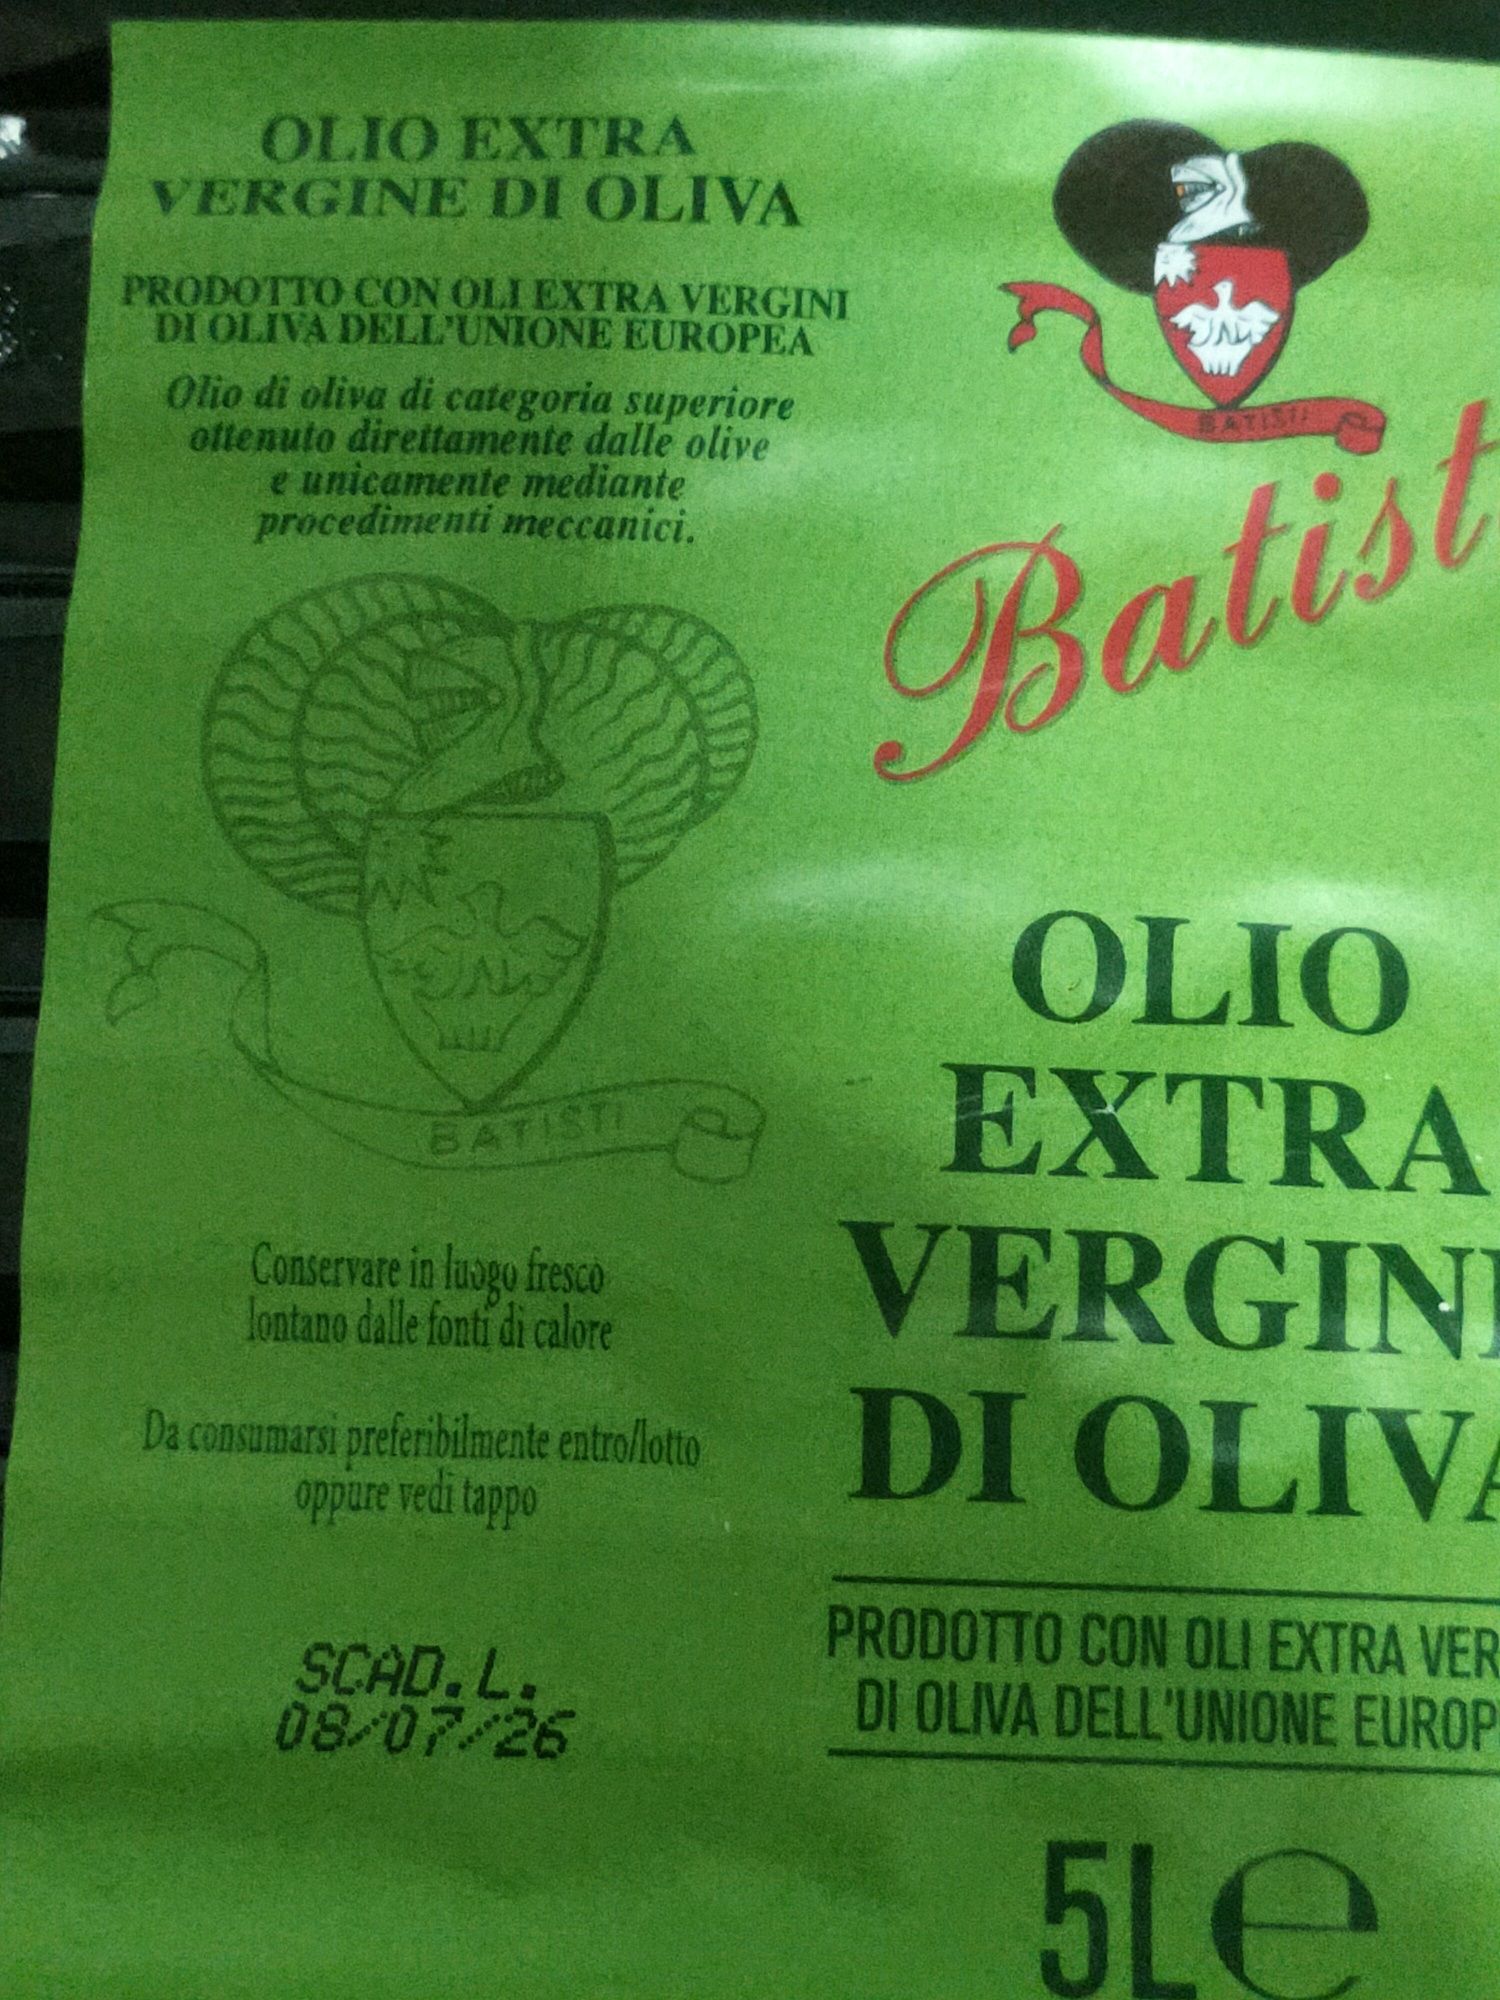 OLIO EXTRA
VERGINE DI OLIVA
PRODOTTO CON OLI EXTRA VERGINI
DI OLIVA DELL'UNIONE EUROPEA
Olio di oliva di categoria superiore
ottenuto direttamente dalle olive
e unicamente mediante
procedimenti meccanici.
BATISTI
Conservare in luogo fresco
lontano dalle fonti di calore
Da consumarsi preferibilmente entro/lotto
oppure vedi tappo
SCAD.L.
08/07/26
BATISTI
Batist
OLIO
EXTRA
VERGIN
DI OLIVA
PRODOTTO CON OLI EXTRA VER
DI OLIVA DELL'UNIONE EUROP
5L e